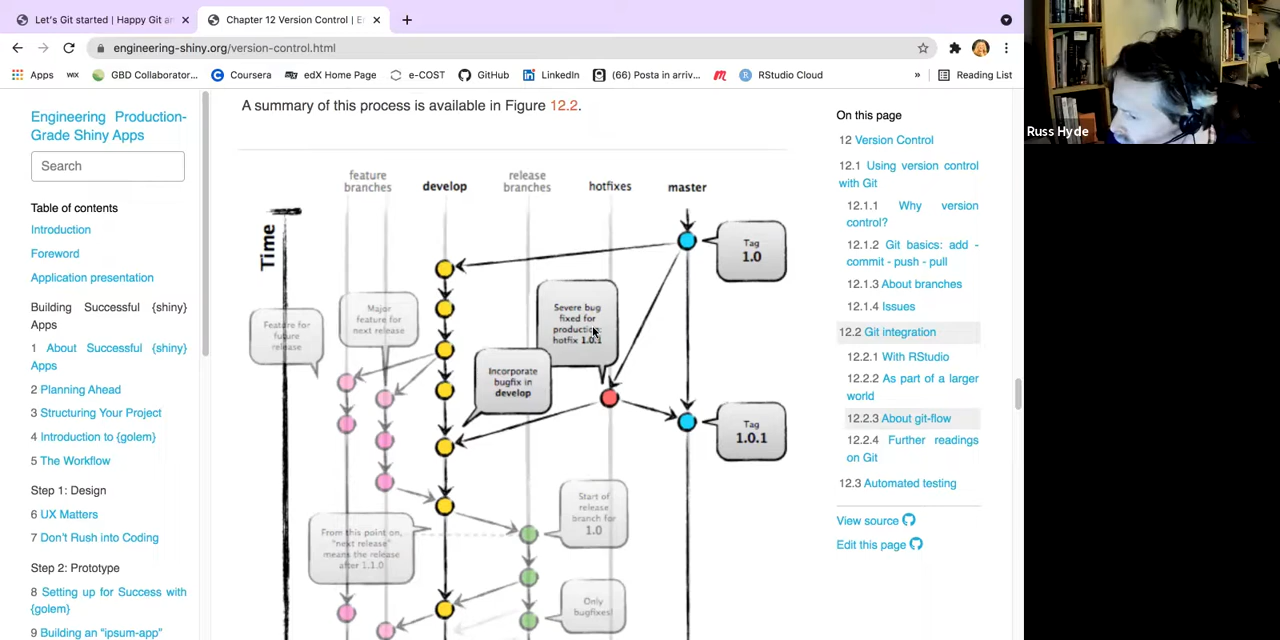 Let's Git started | Happy Git an
Chapter 12 Version Control | E
engineering-shiny.org/version-control.html
Apps
WIX
GBD Collaborator...
Coursera
edX Home Page
e-COST
GitHub
LinkedIn
(66) Posta in arriv...
RStudio Cloud
»
Reading List
Engineering Production-
Grade Shiny Apps
Search
Table of contents
Introduction
Foreword
Application presentation
Building Successful {shiny}
Apps
1 About Successful {shiny}
Apps
2 Planning Ahead
3 Structuring Your Project
4 Introduction to {golem}
5 The Workflow
Step 1: Design
6 UX Matters
7 Don't Rush into Coding
Step 2: Prototype
8 Setting up for Success with
{golem}
9 Building an "ipsum-app"
A summary of this process is available in Figure 12.2.
feature
branches
develop
release
branches
hotfixes
master
Time
Tag
1.0
Severe bug
fixed for
production:
hotfix 1.0.1
Major
feature for
next release
Feature for
future
release
Incorporate
bugfix in
develop
Tag
1.0.1
Start of
release
branch for
1.0
From this point on,
"next release"
means the release
after 1.1.0
Only
bugfixes!
On this page
12 Version Control
12.1 Using version control
with Git
12.1.1 Why version
control?
12.1.2 Git basics: add -
commit - push - pull
12.1.3 About branches
12.1.4 Issues
12.2 Git integration
12.2.1 With RStudio
12.2.2 As part of a larger
world
12.2.3 About git-flow
12.2.4 Further readings
on Git
12.3 Automated testing
View source
Edit this page
Russ Hyde